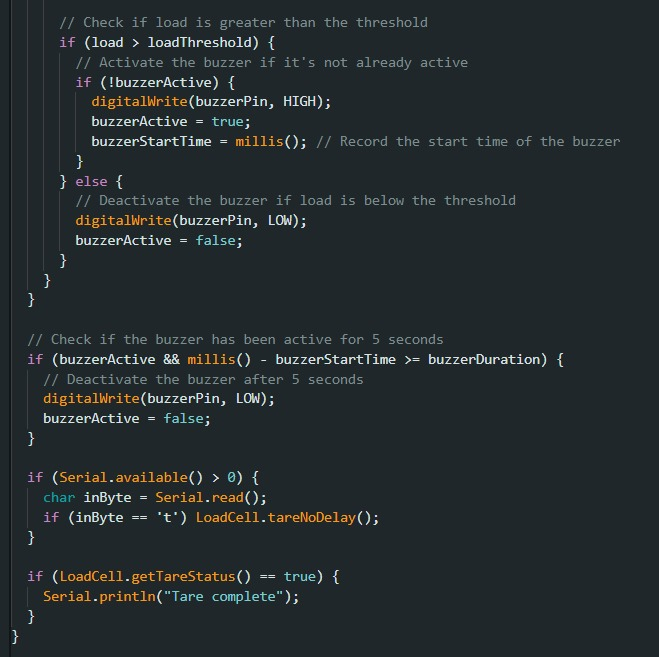 // Check if load is greater than the threshold
if (load > loadThreshold) {
// Activate the buzzer if it's not already active
if (!buzzerActive) {
digitalWrite(buzzerPin, HIGH);
buzzerActive = true;
buzzerStartTime = millis(); // Record the start time of the buzzer
}
} else {
// Deactivate the buzzer if load is below the threshold
digitalWrite(buzzerPin, LOW);
buzzerActive = false;
}
}
}
// Check if the buzzer has been active for 5 seconds
if (buzzerActive && millis() - buzzerStartTime >= buzzerDuration) {
// Deactivate the buzzer after 5 seconds
digitalWrite(buzzerPin, LOW);
buzzerActive = false;
}
if (Serial.available() > 0) {
char inByte = Serial.read();
if (inByte == 't') LoadCell.tareNoDelay();
}
if (LoadCell.getTareStatus() == true) {
Serial.println("Tare complete");
}
}